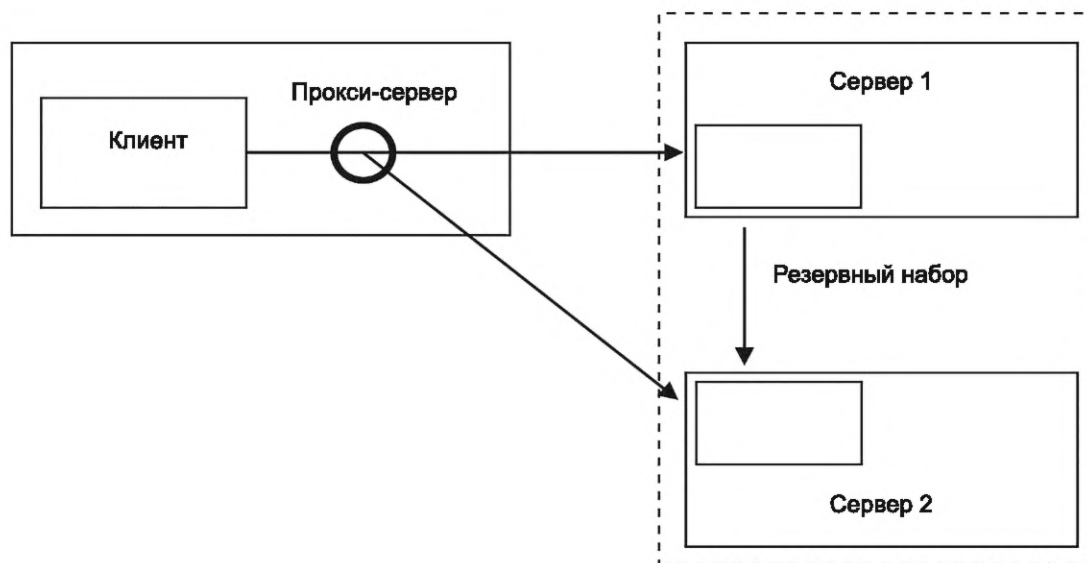 Сервер 1
Прокси-сервер
Клиент
Резервный набор
Сервер 2